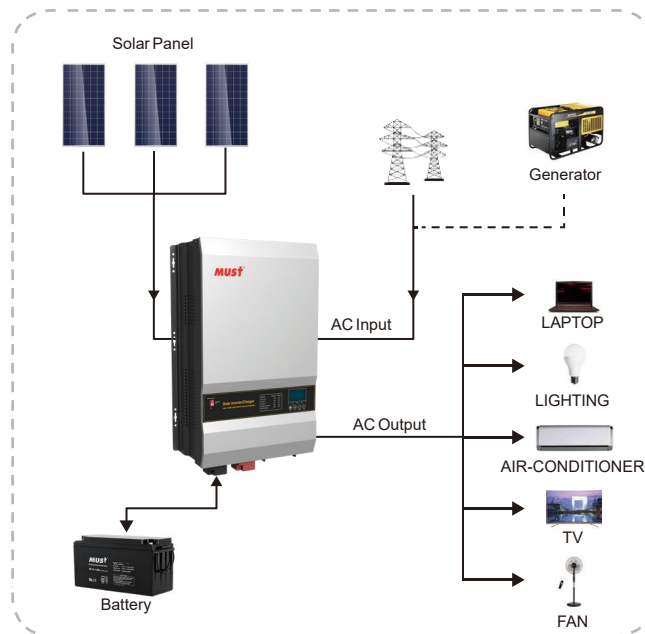 Solar Panel
Generator
MUST
AC Input
LAPTOP
LIGHTING
AC Output
AIR-CONDITIONER
TV
MUST
Battery
FAN